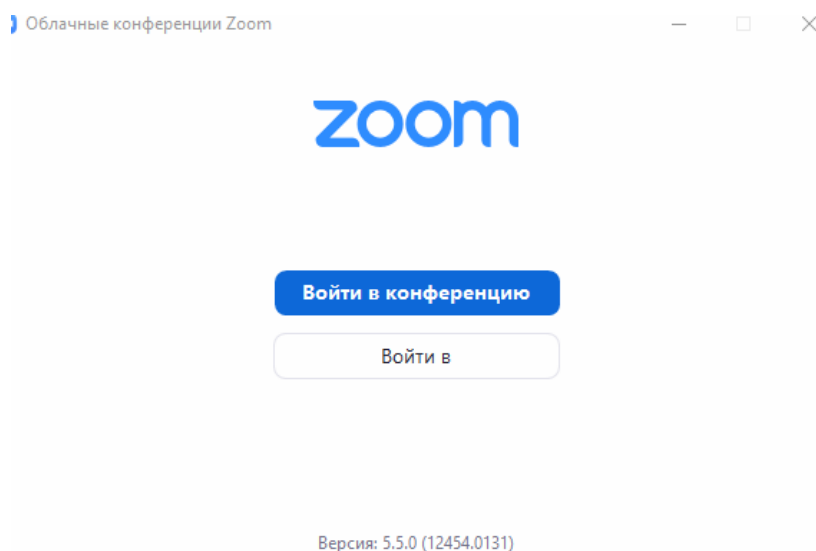 Облачные конференции Zoom
zoom
Войти в конференцию
Войти в
Версия: 5.5.0 (12454.0131)